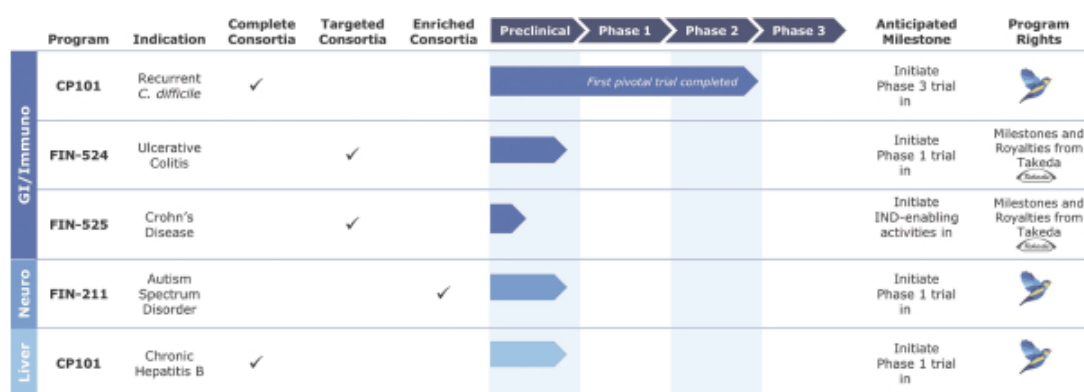 Complete Consortia
Targeted Consortia
Enriched Consortia
Anticipated Milestone
Program Rights
Program
Indication
Preclinical
Phase 1
Phase 2
Phase 3
GI/Immuno
CP101
Recurrent
C. difficile
✓
First pivotal trial completed
Initiate
Phase 3 trial
in
FIN-524
Ulcerative
Colitis
✓
Initiate
Phase 1 trial
in
Milestones and
Royalties from
Takeda
Takeda
FIN-525
Crohn's
Disease
✓
Initiate
IND-enabling
activities in
Milestones and
Royalties from
Takeda
Takeda
Neuro
FIN-211
Autism
Spectrum
Disorder
✓
Initiate
Phase 1 trial
in
Liver
CP101
Chronic
Hepatitis B
✓
Initiate
Phase 1 trial
in